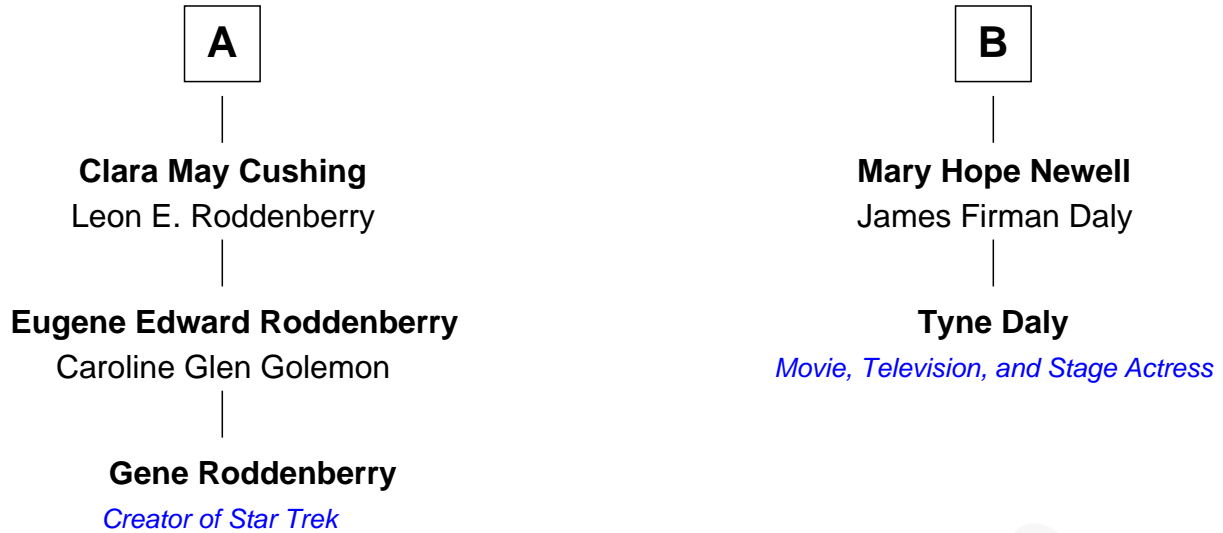 A
B
Clara May Cushing
Leon E. Roddenberry
Mary Hope Newell
James Firman Daly
Eugene Edward Roddenberry
Caroline Glen Golemon
Tyne Daly
Movie, Television, and Stage Actress
Gene Roddenberry
Creator of Star Trek